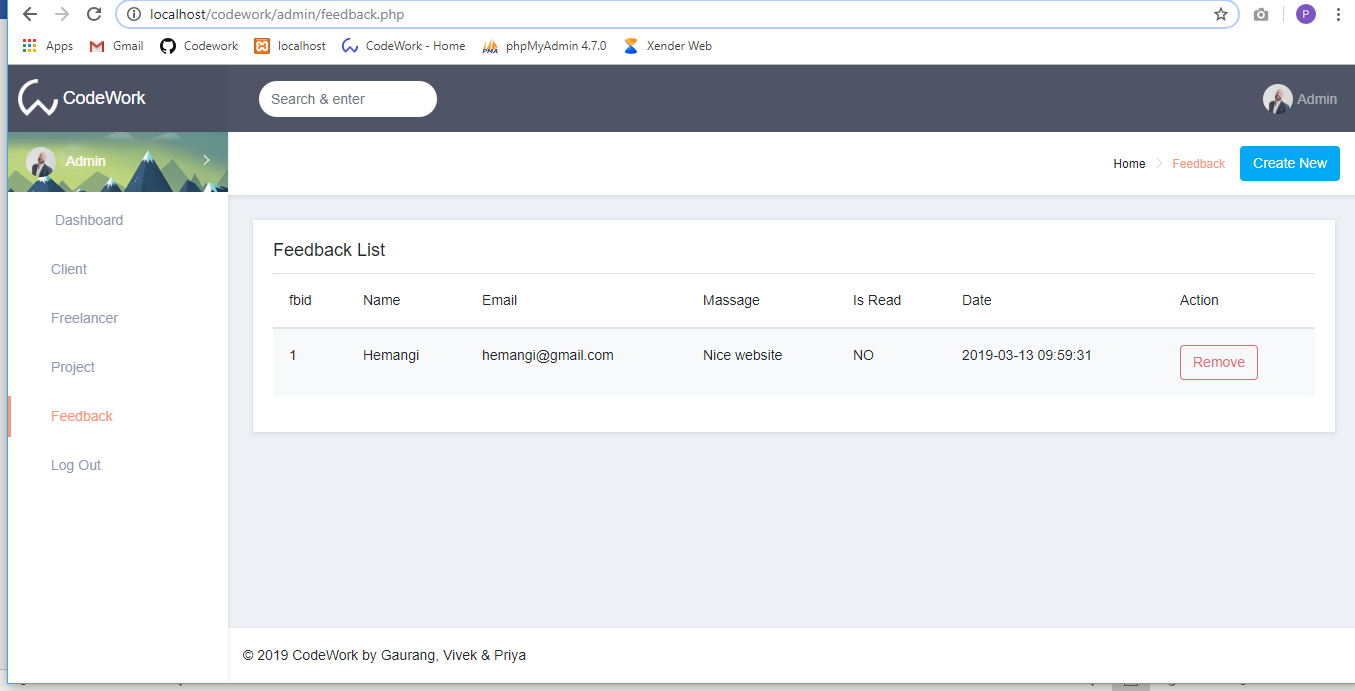 localhost/codework/admin/feedback.php
P
Apps Gmail Codework localhost CodeWork - Home phpMyAdmin 4.7.0 Xender Web
CodeWork Search & enter Admin
Admin
Home Feedback Create New
Dashboard
Client
Freelancer
Project
Feedback
Log Out
Feedback List
fbid Name Email Massage Is Read Date Action
1 Hemangi hemangi@gmail.com Nice website NO 2019-03-13 09:59:31 Remove
© 2019 CodeWork by Gaurang, Vivek & Priya